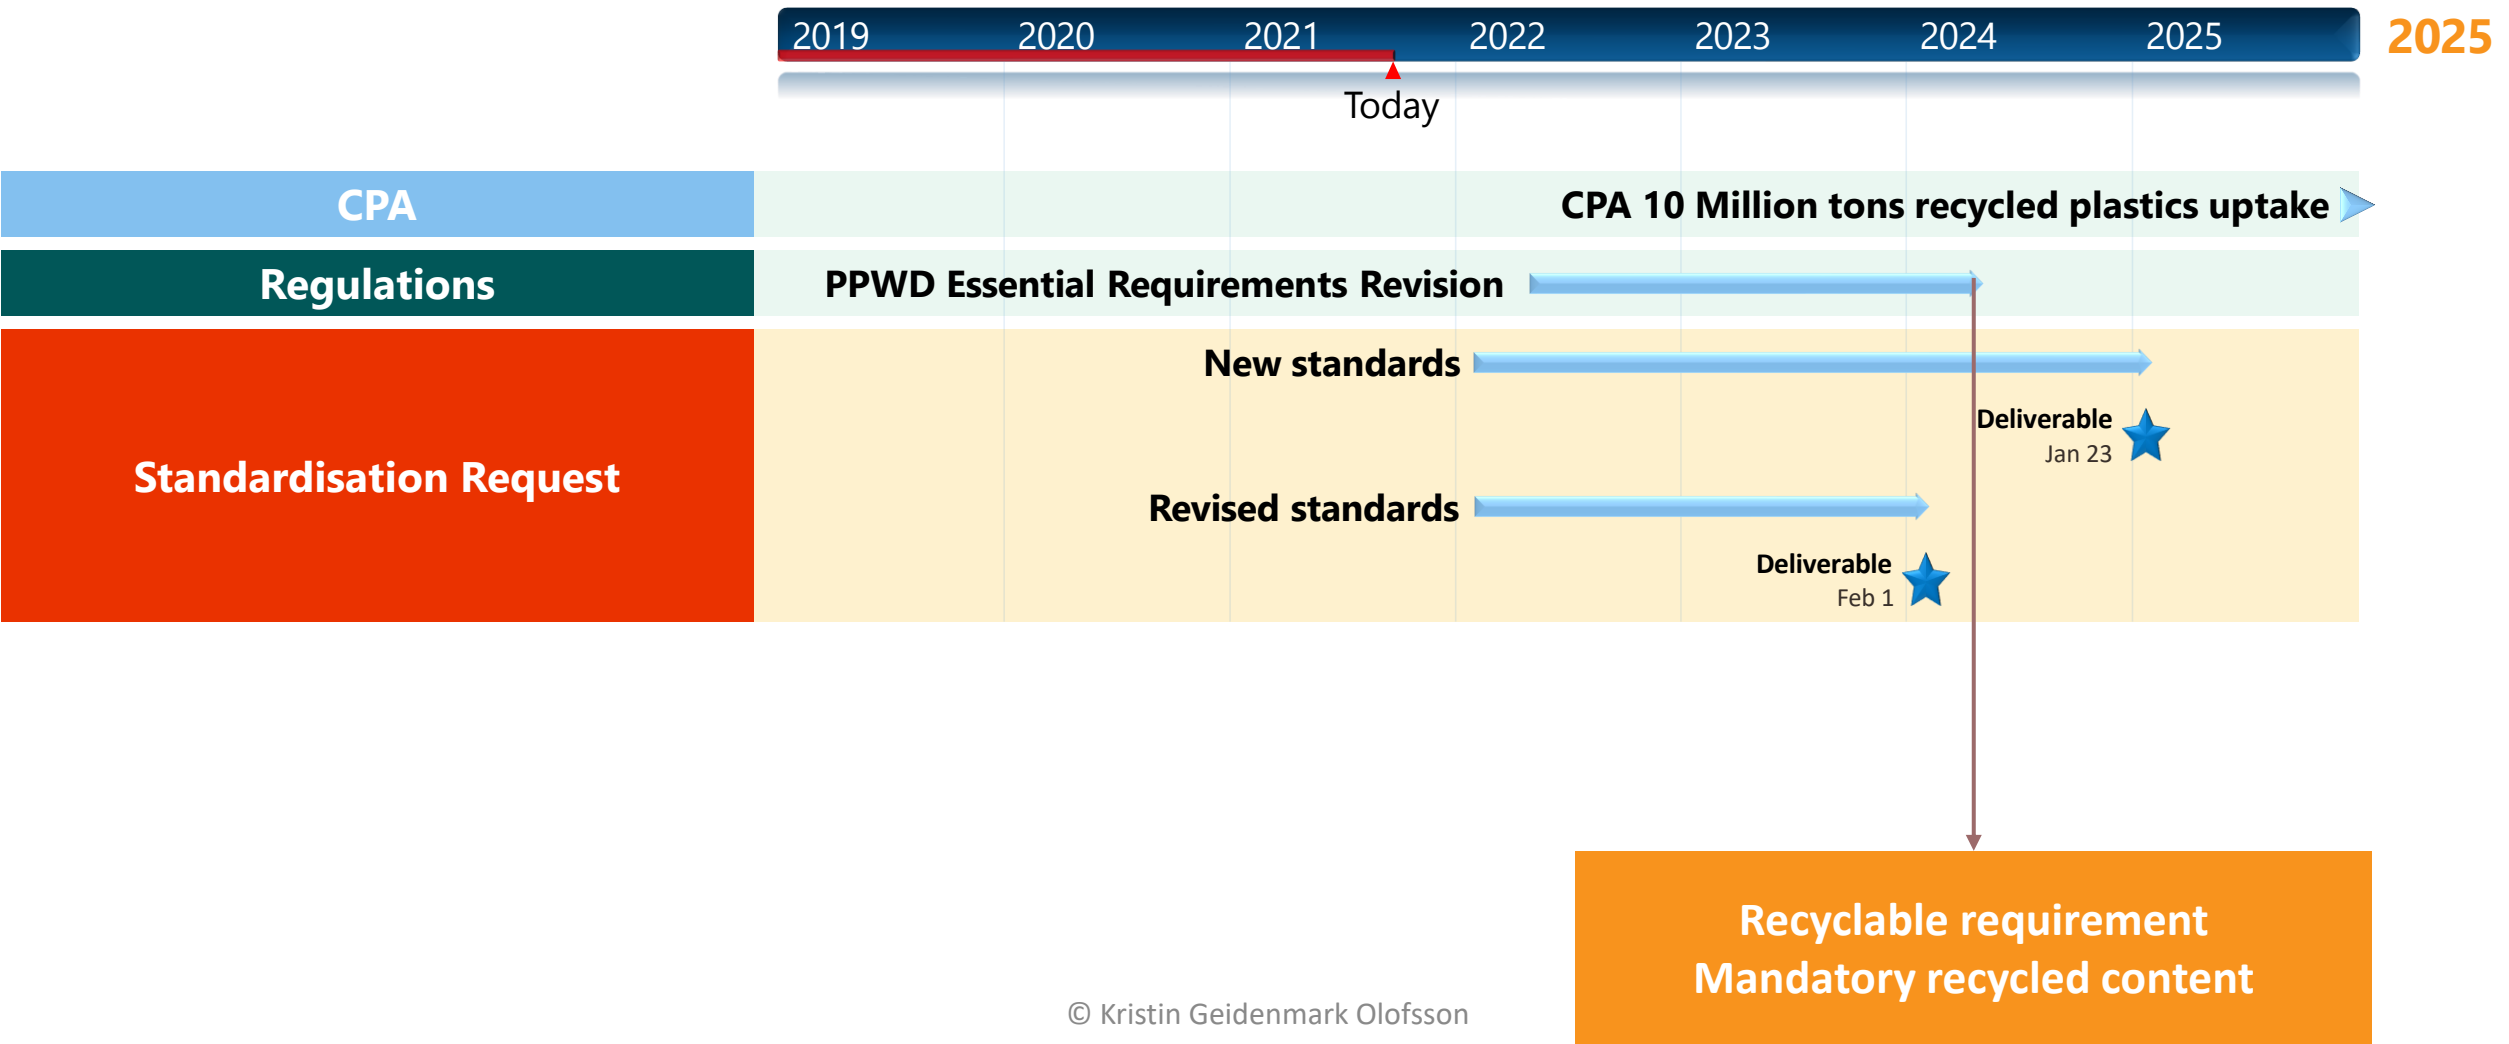 2019 2020 2021 2022 2023 2024 2025 2025
Today
CPA
CPA 10 Million tons recycled plastics uptake
Regulations
PPWD Essential Requirements Revision
New standards
Deliverable
Jan 23
Standardisation Request
Revised standards
Deliverable
Feb 1
Recyclable requirement
Mandatory recycled content
© Kristin Geidenmark Olofsson